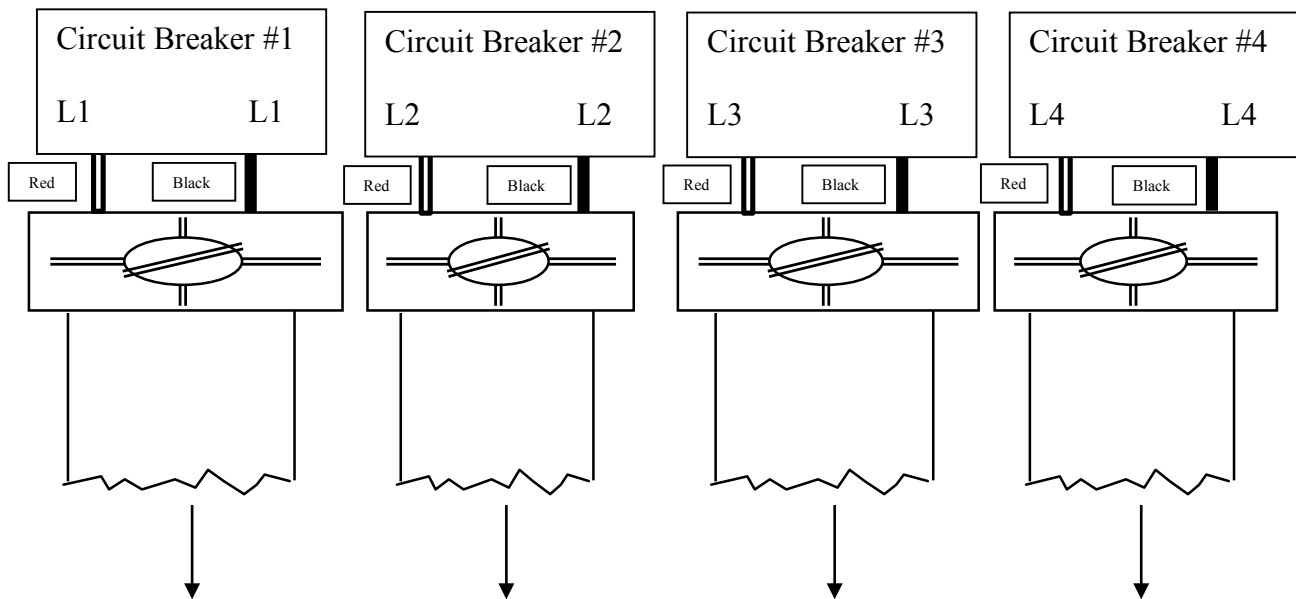 Circuit Breaker #1
L1 L1
Red Black
Circuit Breaker #2
L2 L2
Red Black
Circuit Breaker #3
L3 L3
Red Black
Circuit Breaker #4
L4 L4
Red Black